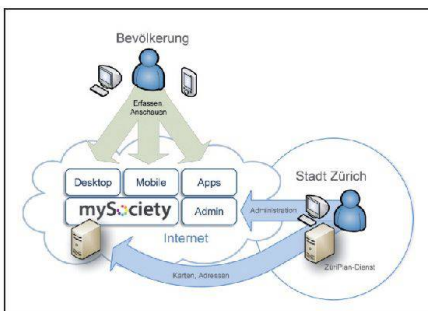 Bevölkerung
Erfassen
Anschauen
Desktop
Mobile
Apps
mySociety
Admin
Internet
Administration
Stadt Zürich
ZüriPlan-Dienst
Karten, Adressen